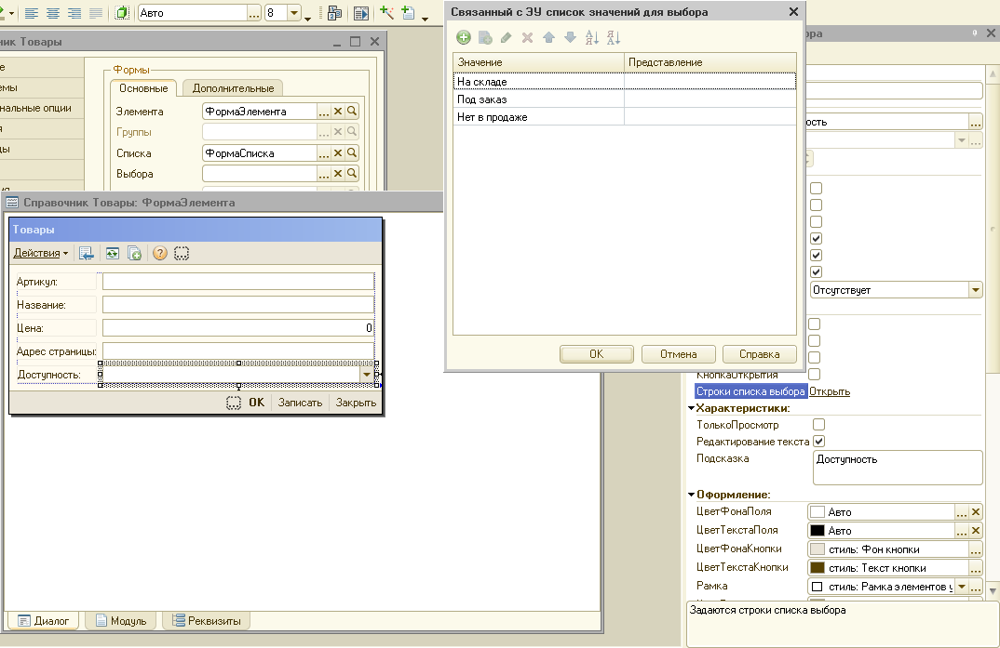 Авто
8
ник Товары
е
емы
нальные опции
я
ды
ия
Формы
Основные
Дополнительные
Элемента
ФормаЭлемента
Группы
Списка
ФормаСписка
Выбора
Справочник Товары: ФормаЭлемента
Товары
Действия
Артикул:
Название:
Цена:
0
Адрес страницы:
Доступность:
OK
Записать
Закрыть
Диалог
Модуль
Реквизиты
Связанный с ЭУ список значений для выбора
Значение
Представление
На складе
Под заказ
Нет в продаже
OK
Отмена
Справка
ора
ость
Отсутствует
КнопкаОткрытия
Строки списка выбора
Открыть
Характеристики:
ТолькоПросмотр
Редактирование текста
Подсказка
Доступность
Оформление:
ЦветФонаПоля
Авто
ЦветТекстаПоля
Авто
ЦветФонаКнопки
стиль: Фон кнопки
ЦветТекстаКнопки
стиль: Текст кнопки
Рамка
стиль: Рамка элементов у
Задаются строки списка выбора